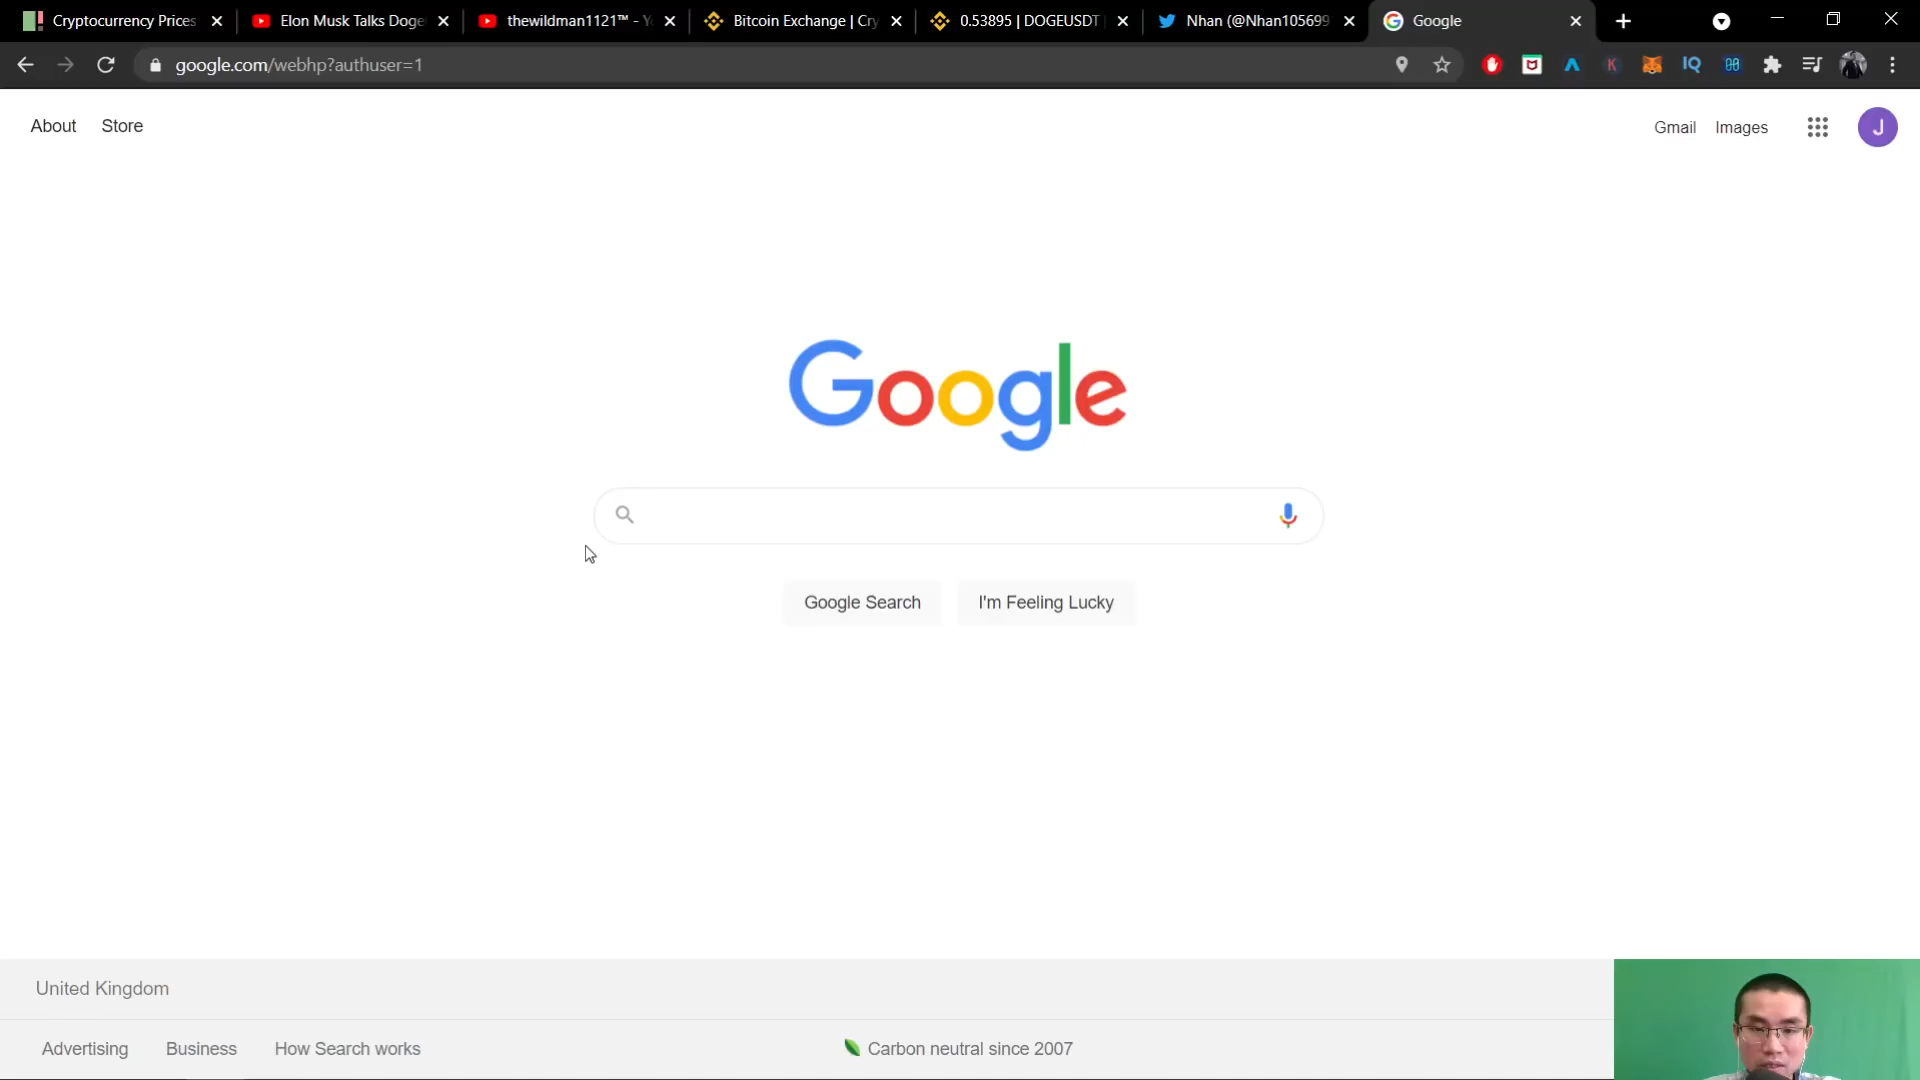 Cryptocurrency Prices
Elon Musk Talks Doge
thewildman1121™ - Y
Bitcoin Exchange | Cry
0.53895 | DOGEUSDT
Nhan (@Nhan105699
Google
google.com/webhp?authuser=1
K
IQ
About
Store
Gmail
Images
J
Google
Google Search
I'm Feeling Lucky
United Kingdom
Advertising
Business
How Search works
Carbon neutral since 2007